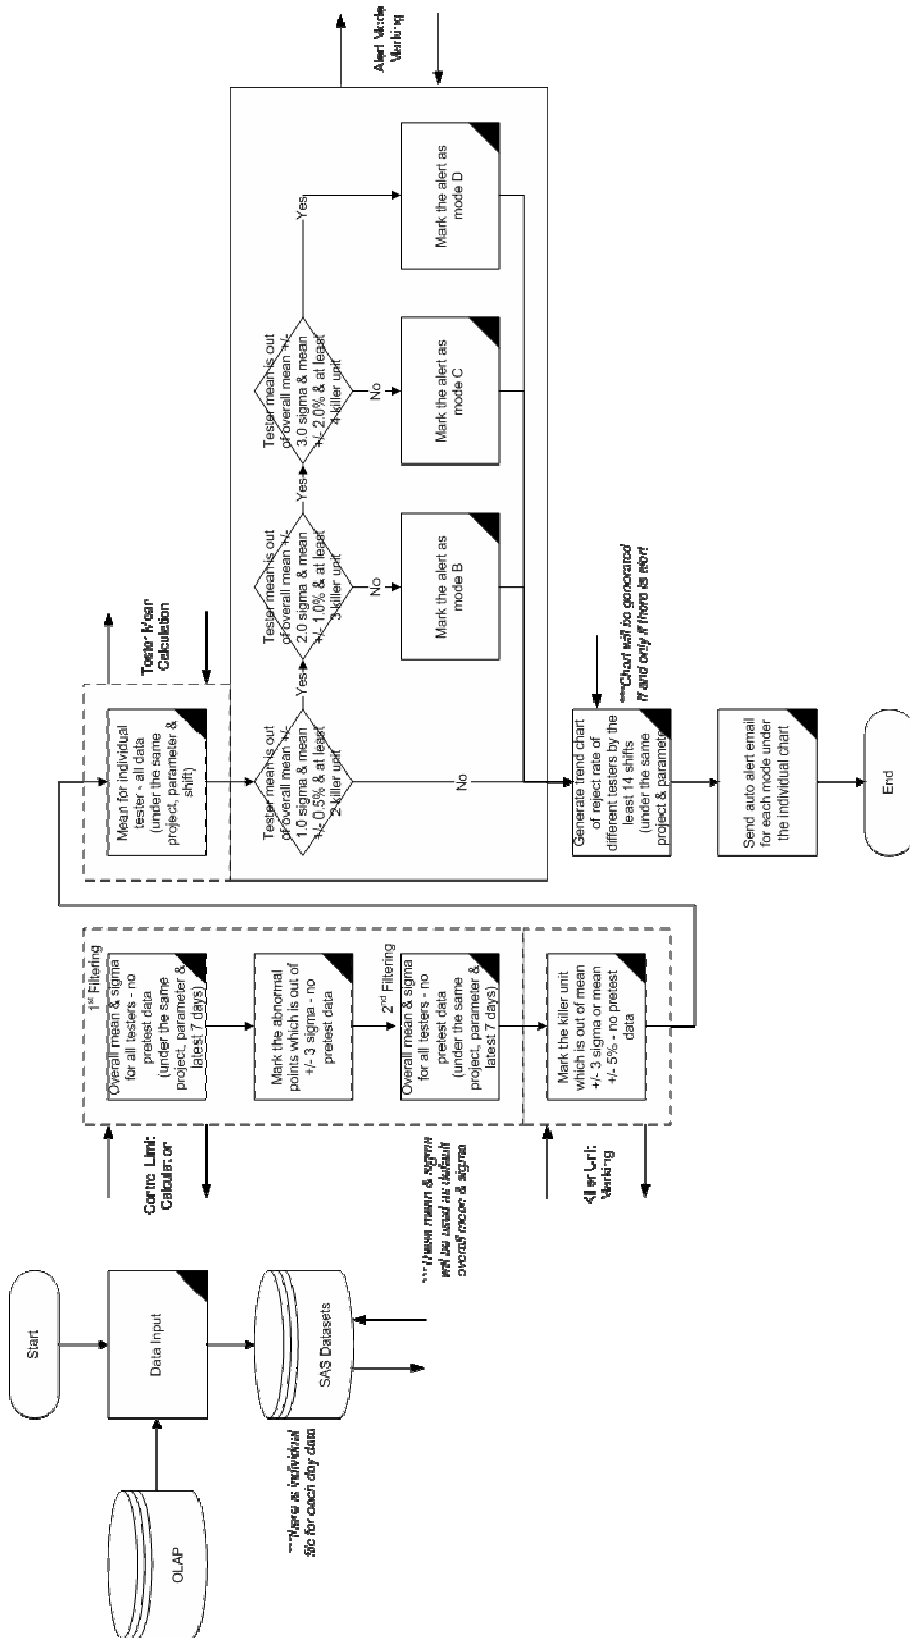 Start
Data Input
OLAP
SAS Datasets
***There is individual
file for each day data
Control Limit
Calculation
1st Filtering
Overall mean & sigma
for all testers - no
pretest data
(under the same
project, parameter &
latest 7 days)
Mark the abnormal
points which is out of
+/- 3 sigma - no
pretest data
2nd Filtering
Overall mean & sigma
for all testers - no
pretest data
(under the same
project, parameter &
latest 7 days)
***These mean & sigma
will be used as default
overall mean & sigma
Killer Unit
Marking
Mark the killer unit
which is out of mean
+/- 3 sigma or mean
+/- 5% - no pretest
data
Tester Mean
Calculation
Mean for individual
tester - all data
(under the same
project, parameter &
shift)
Alert Mode
Marking
Tester mean is out
of overall mean +/-
1.0 sigma & mean
+/- 0.5% & at least
2 killer unit
Yes
No
Tester mean is out
of overall mean +/-
2.0 sigma & mean
+/- 1.0% & at least
3 killer unit
Yes
No
Mark the alert as
mode B
Tester mean is out
of overall mean +/-
3.0 sigma & mean
+/- 2.0% & at least
4 killer unit
Yes
No
Mark the alert as
mode C
Mark the alert as
mode D
Generate trend chart
of reject rate of
different testers by the
least 14 shifts
(under the same
project & paramete
***Chart will be generated
if and only if there is alert
Send auto alert email
for each mode under
the individual chart
End